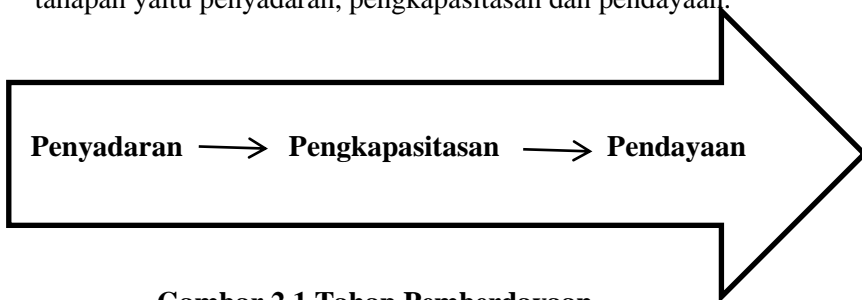 tahapan yaitu penyadaran, pengkapasitasan dan pendayaan.
Penyadaran Pengkapasitasan Pendayaan
Gambar 2.1 Tahap Pemberdayaan